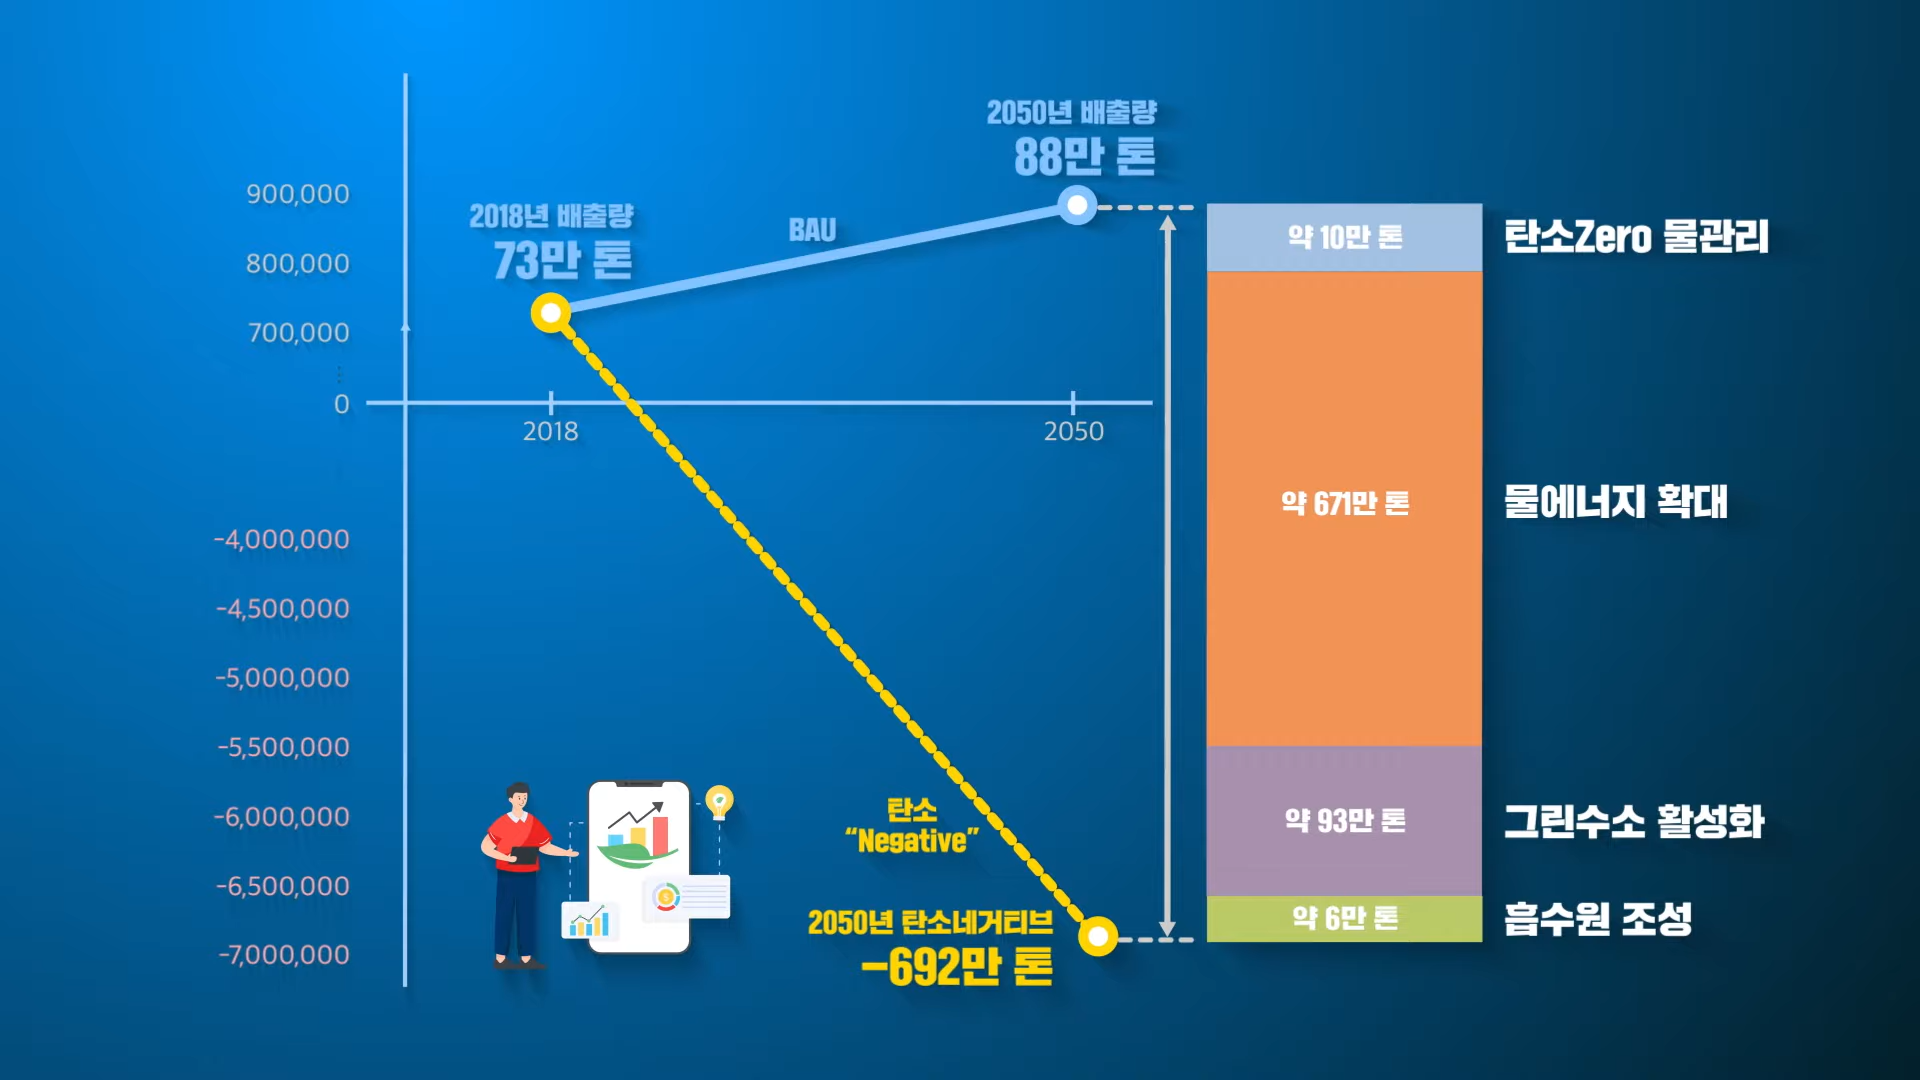 2050년 배출량
88만 톤
2018년 배출량
73만 톤
BAU
900,000
800,000
700,000
0
2018
2050
-4,000,000
-4,500,000
-5,000,000
-5,500,000
-6,000,000
-6,500,000
-7,000,000
탄소
“Negative”
2050년 탄소네거티브
-692만 톤
약 10만 톤
탄소Zero 물관리
약 671만 톤
물에너지 확대
약 93만 톤
그린수소 활성화
약 6만 톤
흡수원 조성